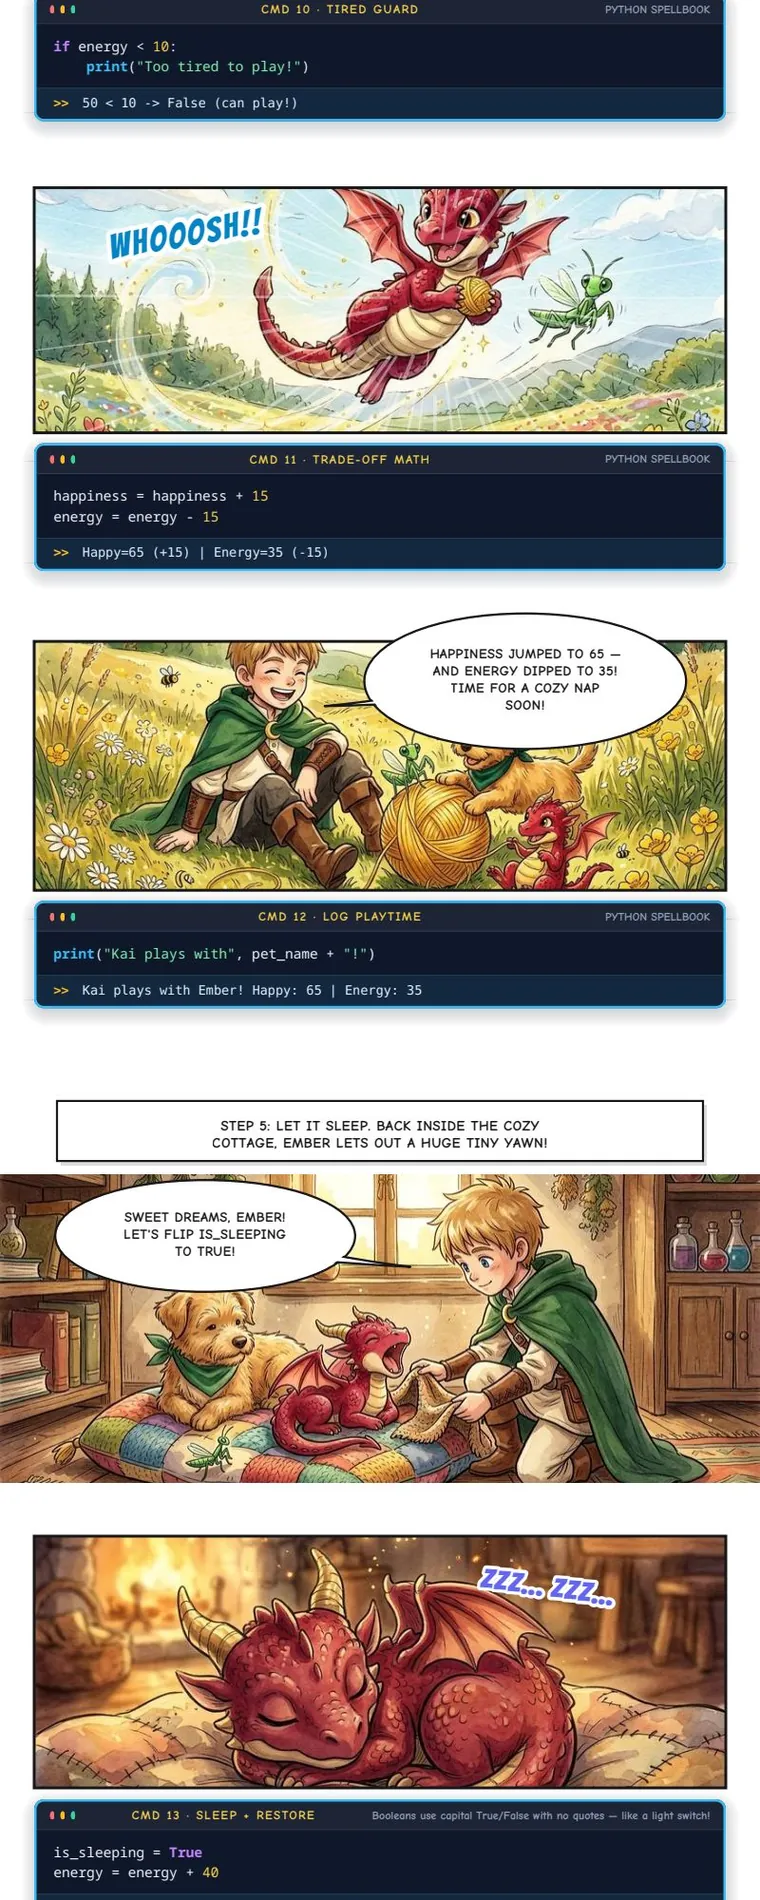 CMD 10 · TIRED GUARD
PYTHON SPELLBOOK
if energy < 10:
    print("Too tired to play!")
>> 50 < 10 -> False (can play!)
WHOOOSH!!
CMD 11 · TRADE-OFF MATH
PYTHON SPELLBOOK
happiness = happiness + 15
energy = energy - 15
>> Happy=65 (+15) | Energy=35 (-15)
HAPPINESS JUMPED TO 65 —
AND ENERGY DIPPED TO 35!
TIME FOR A COZY NAP
SOON!
CMD 12 · LOG PLAYTIME
PYTHON SPELLBOOK
print("Kai plays with", pet_name + "!")
>> Kai plays with Ember! Happy: 65 | Energy: 35
STEP 5: LET IT SLEEP. BACK INSIDE THE COZY
COTTAGE, EMBER LETS OUT A HUGE TINY YAWN!
SWEET DREAMS, EMBER!
LET'S FLIP IS_SLEEPING
TO TRUE!
ZZZ... ZZZ...
CMD 13 · SLEEP + RESTORE
Booleans use capital True/False with no quotes — like a light switch!
is_sleeping = True
energy = energy + 40